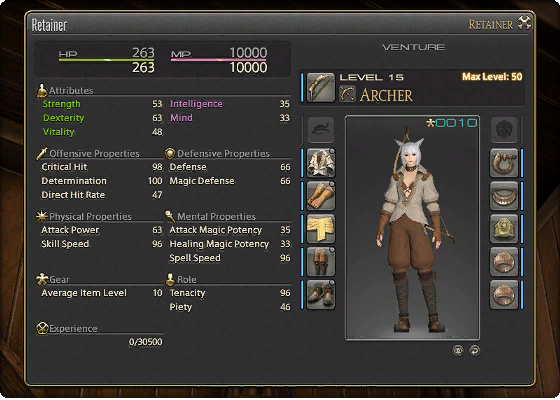 Retainer
RETAINER
HP 263
263
MP 10000
10000
Attributes
Strength 53
Dexterity 63
Vitality 48
Intelligence 35
Mind 33
Offensive Properties
Critical Hit 98
Determination 100
Direct Hit Rate 47
Defensive Properties
Defense 66
Magic Defense 66
Physical Properties
Attack Power 63
Skill Speed 96
Mental Properties
Attack Magic Potency 35
Healing Magic Potency 33
Spell Speed 96
Gear
Average Item Level 10
Role
Tenacity 96
Piety 46
Experience
0/30500
VENTURE
LEVEL 15
Max Level: 50
ARCHER
0010